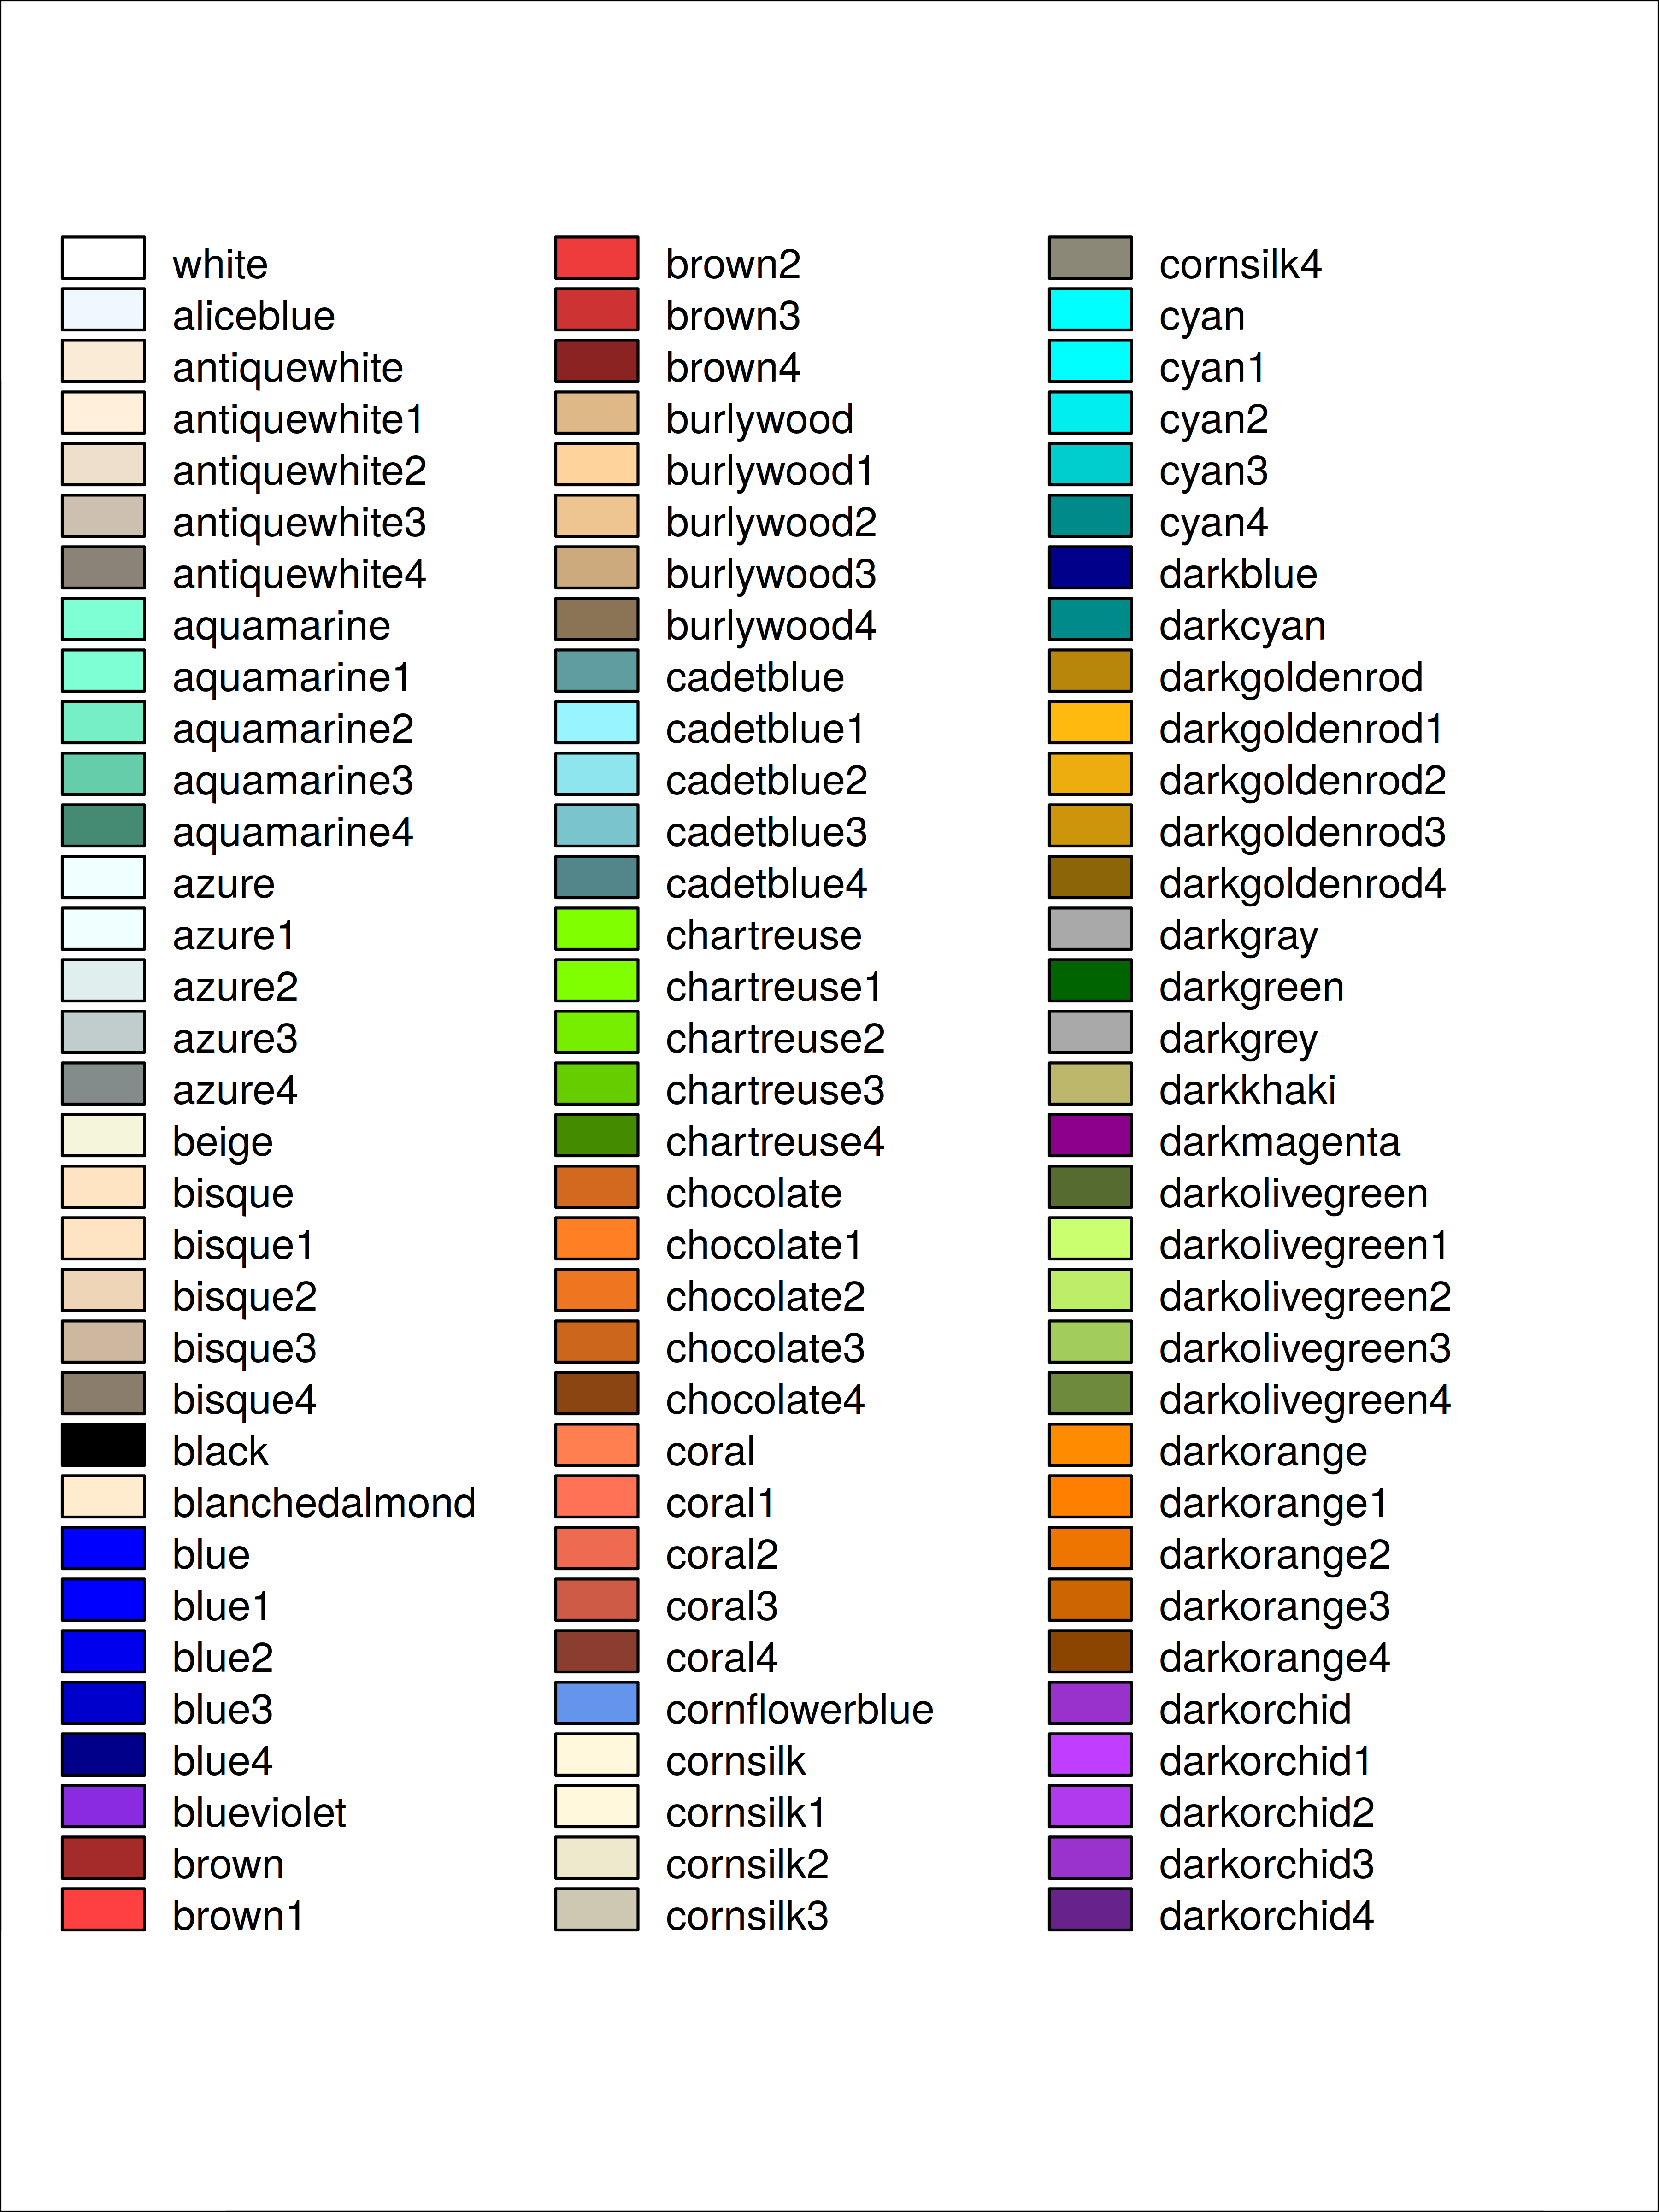 white
aliceblue
antiquewhite
antiquewhite1
antiquewhite2
antiquewhite3
antiquewhite4
aquamarine
aquamarine1
aquamarine2
aquamarine3
aquamarine4
azure
azure1
azure2
azure3
azure4
beige
bisque
bisque1
bisque2
bisque3
bisque4
black
blanchedalmond
blue
blue1
blue2
blue3
blue4
blueviolet
brown
brown1
brown2
brown3
brown4
burlywood
burlywood1
burlywood2
burlywood3
burlywood4
cadetblue
cadetblue1
cadetblue2
cadetblue3
cadetblue4
chartreuse
chartreuse1
chartreuse2
chartreuse3
chartreuse4
chocolate
chocolate1
chocolate2
chocolate3
chocolate4
coral
coral1
coral2
coral3
coral4
cornflowerblue
cornsilk
cornsilk1
cornsilk2
cornsilk3
cornsilk4
cyan
cyan1
cyan2
cyan3
cyan4
darkblue
darkcyan
darkgoldenrod
darkgoldenrod1
darkgoldenrod2
darkgoldenrod3
darkgoldenrod4
darkgray
darkgreen
darkgrey
darkkhaki
darkmagenta
darkolivegreen
darkolivegreen1
darkolivegreen2
darkolivegreen3
darkolivegreen4
darkorange
darkorange1
darkorange2
darkorange3
darkorange4
darkorchid
darkorchid1
darkorchid2
darkorchid3
darkorchid4